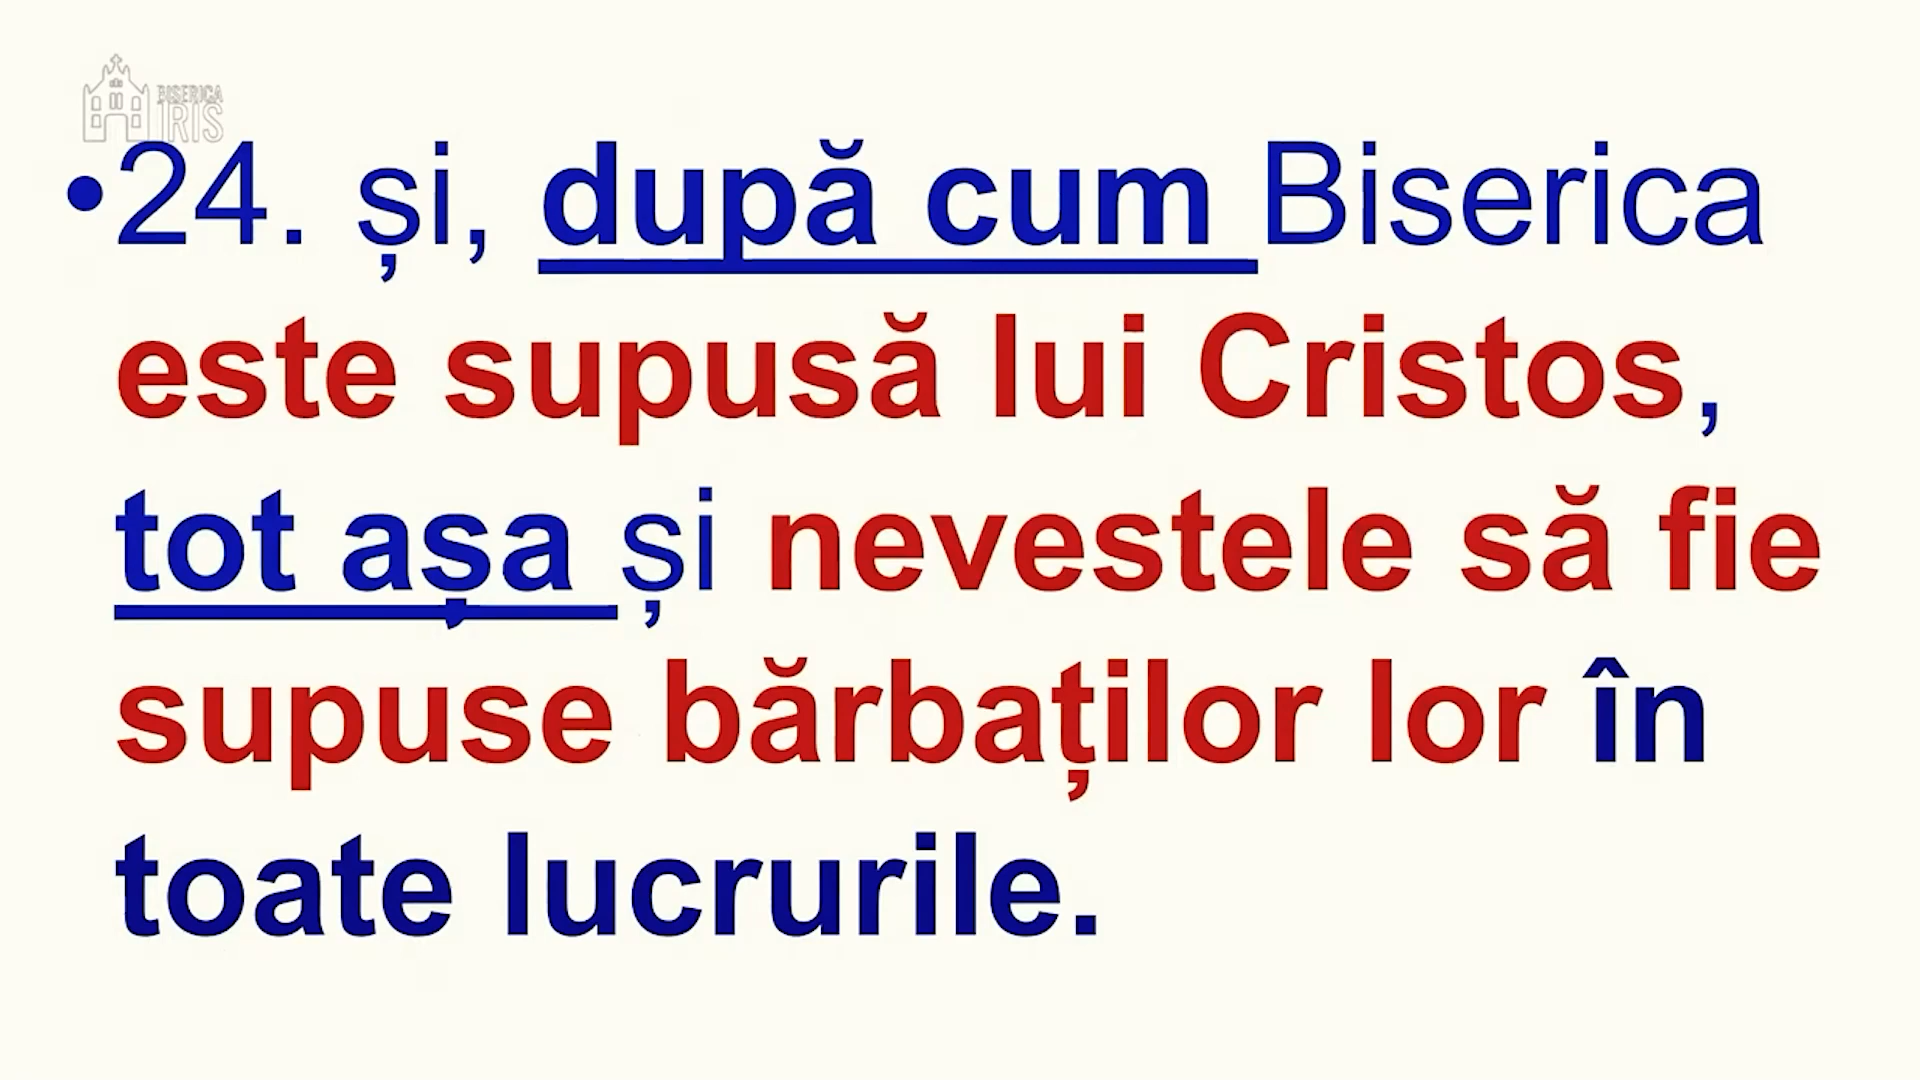 BISERICA
IRIS
•24. și, după cum Biserica
este supusă lui Cristos,
tot așa și nevestele să fie
supuse bărbaților lor în
toate lucrurile.